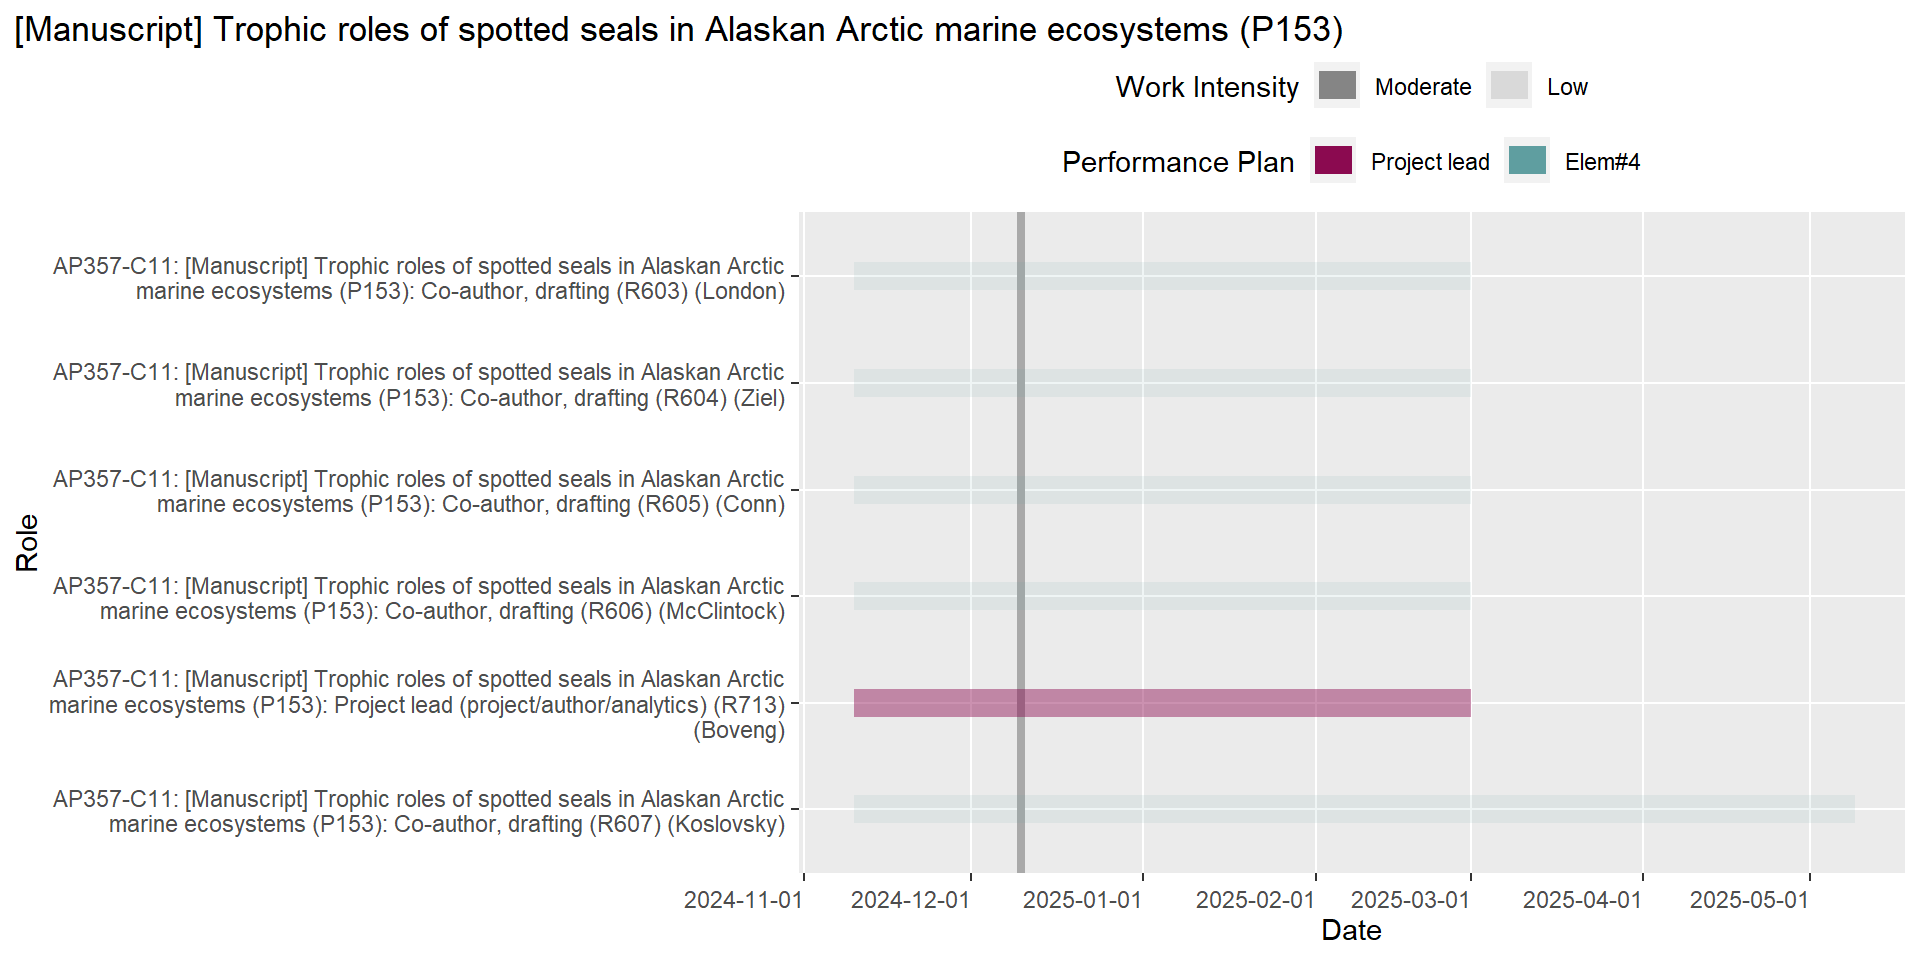 [Manuscript] Trophic roles of spotted seals in Alaskan Arctic marine ecosystems (P153)
Work Intensity Moderate Low
Performance Plan Project lead Elem#4
AP357-C11: [Manuscript] Trophic roles of spotted seals in Alaskan Arctic
marine ecosystems (P153): Co-author, drafting (R603) (London)
AP357-C11: [Manuscript] Trophic roles of spotted seals in Alaskan Arctic
marine ecosystems (P153): Co-author, drafting (R604) (Ziel)
AP357-C11: [Manuscript] Trophic roles of spotted seals in Alaskan Arctic
marine ecosystems (P153): Co-author, drafting (R605) (Conn)
AP357-C11: [Manuscript] Trophic roles of spotted seals in Alaskan Arctic
marine ecosystems (P153): Co-author, drafting (R606) (McClintock)
AP357-C11: [Manuscript] Trophic roles of spotted seals in Alaskan Arctic
marine ecosystems (P153): Project lead (project/author/analytics) (R713)
(Boveng)
AP357-C11: [Manuscript] Trophic roles of spotted seals in Alaskan Arctic
marine ecosystems (P153): Co-author, drafting (R607) (Koslovsky)
Role
2024-11-01 2024-12-01 2025-01-01 2025-02-01 2025-03-01 2025-04-01 2025-05-01
Date